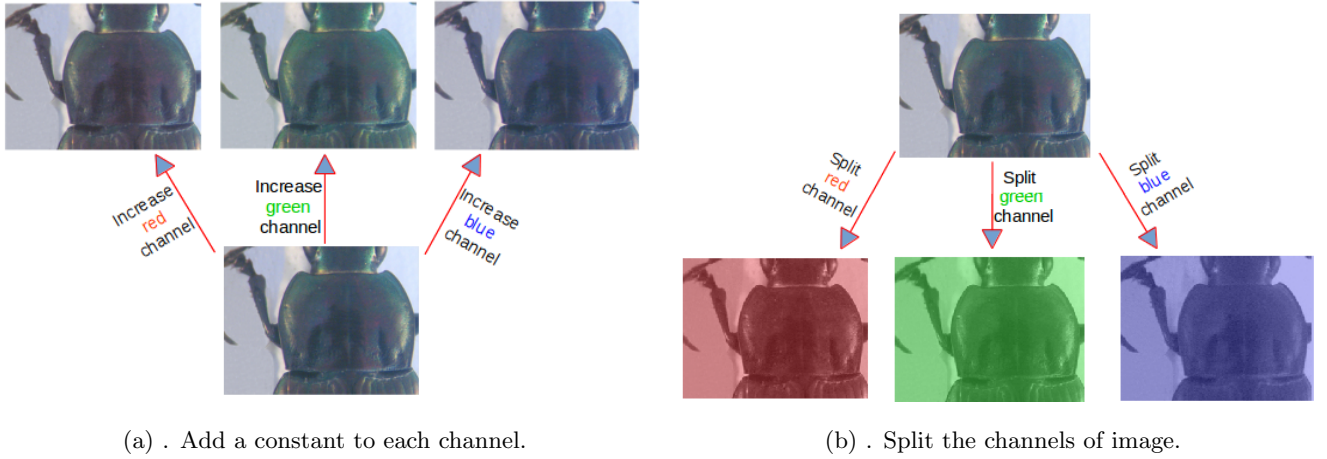 Increase
red
channel
Increase
green
channel
Increase
blue
channel
Split
red
channel
Split
green
channel
Split
blue
channel
(a) . Add a constant to each channel.
(b) . Split the channels of image.